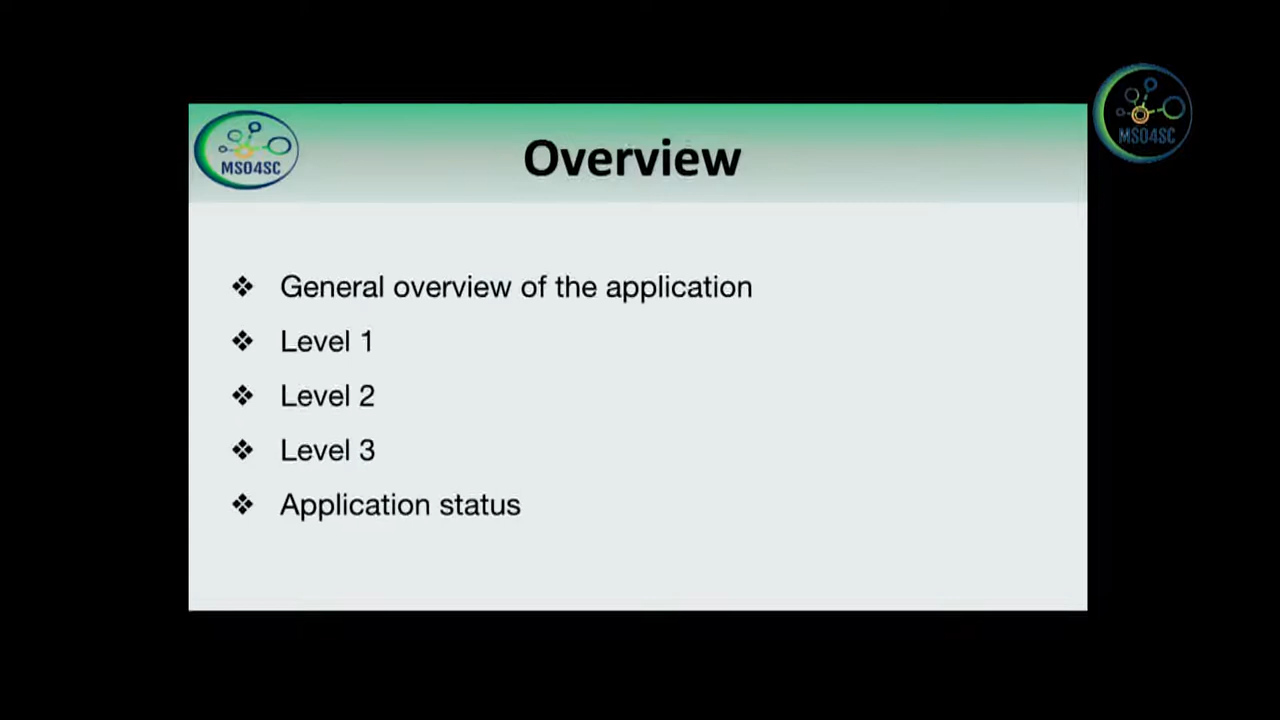 MSO4SC
MSO4SC
Overview
❖ General overview of the application
❖ Level 1
❖ Level 2
❖ Level 3
❖ Application status